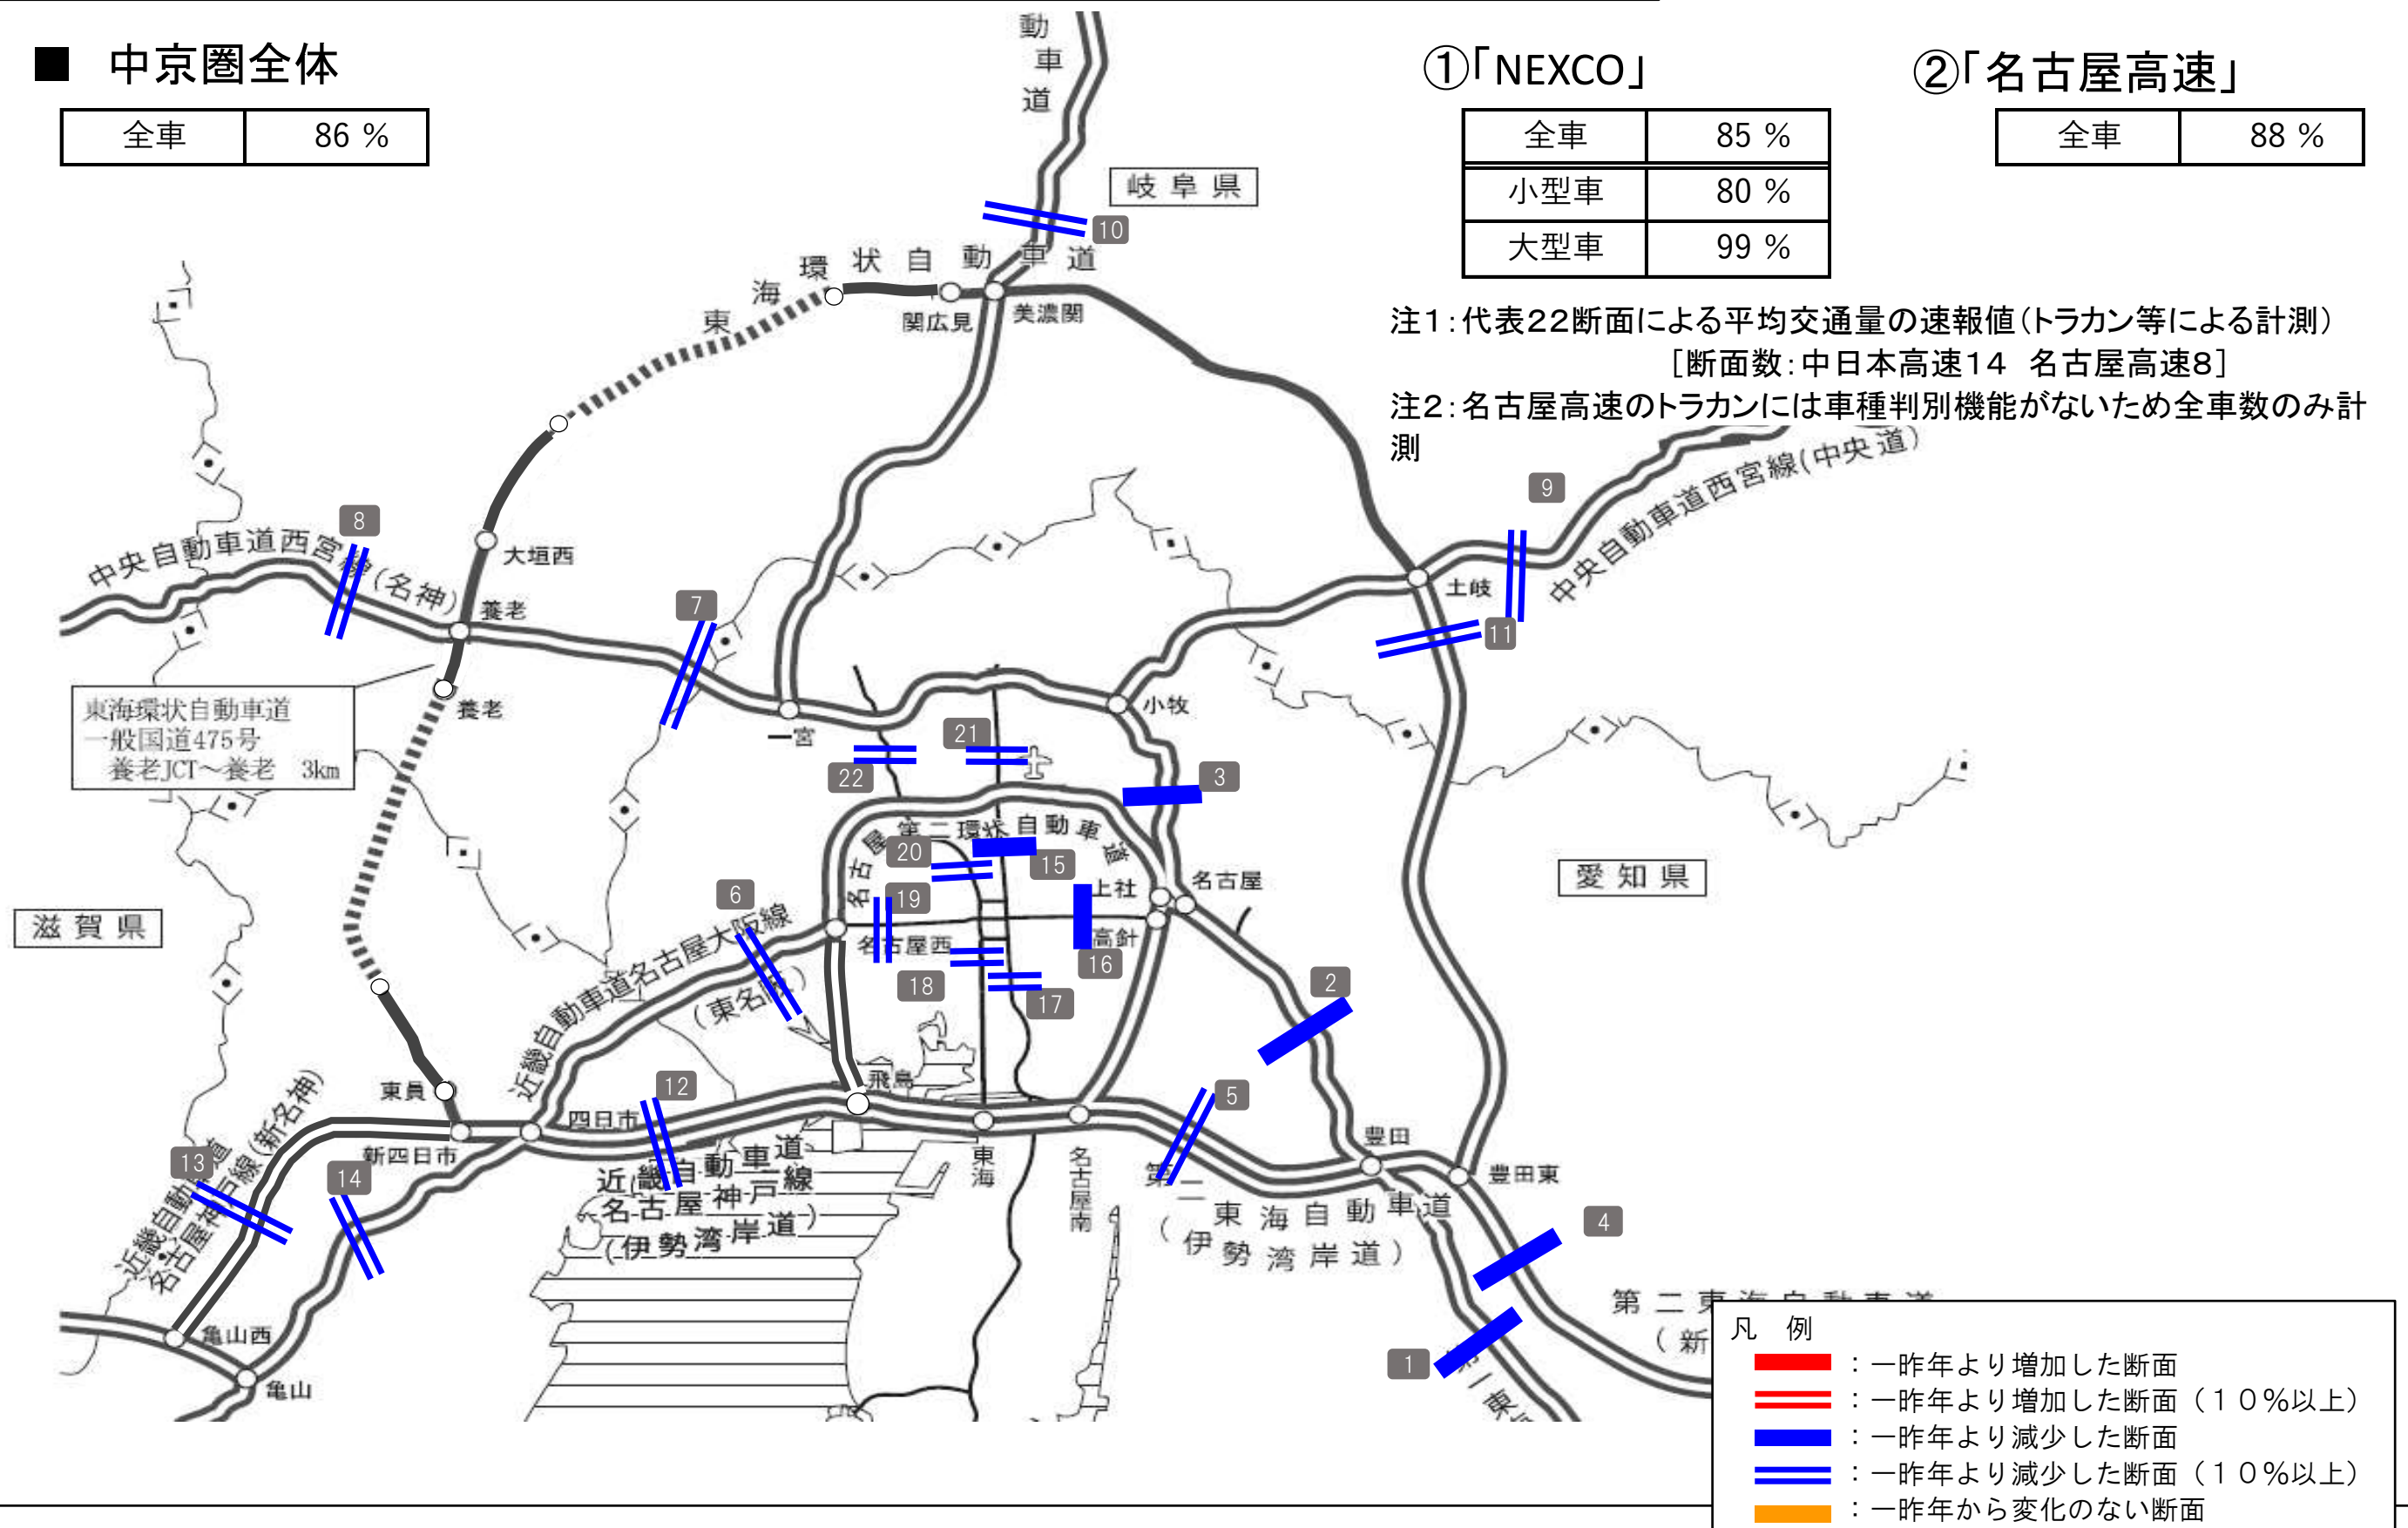 ■ 中京圏全体
全車 86 %
①「NEXCO」
全車 85 %
小型車 80 %
大型車 99 %
②「名古屋高速」
全車 88 %
注1：代表22断面による平均交通量の速報値（トラカン等による計測）
［断面数：中日本高速14 名古屋高速8］
注2：名古屋高速のトラカンには車種判別機能がないため全車数のみ計
測
動車道
岐阜県
10
東海環状自動車道
関広見
美濃関
9
中央自動車道西宮線(中央道)
8
中央自動車道西宮線(名神)
大垣西
養老
7
土岐
11
東海環状自動車道
一般国道475号
養老JCT～養老 3km
養老
一宮
小牧
21
22
3
名古屋第二環状自動車道
20
15
上社
名古屋
愛知県
19
6
滋賀県
名古屋西
高針
16
近畿自動車道名古屋大阪線
(東名阪)
18
17
2
飛島
東員
12
5
四日市
新四日市
13
14
近畿自動車道
名古屋神戸線(新名神)
近畿自動車道
名古屋神戸線
(伊勢湾岸道)
東海
名古屋南
豊田
豊田東
第二東海自動車道
(伊勢湾岸道)
4
亀山西
亀山
1
第一東
第二東海自動車道
(新
凡 例
：一昨年より増加した断面
：一昨年より増加した断面（１０％以上）
：一昨年より減少した断面
：一昨年より減少した断面（１０％以上）
：一昨年から変化のない断面